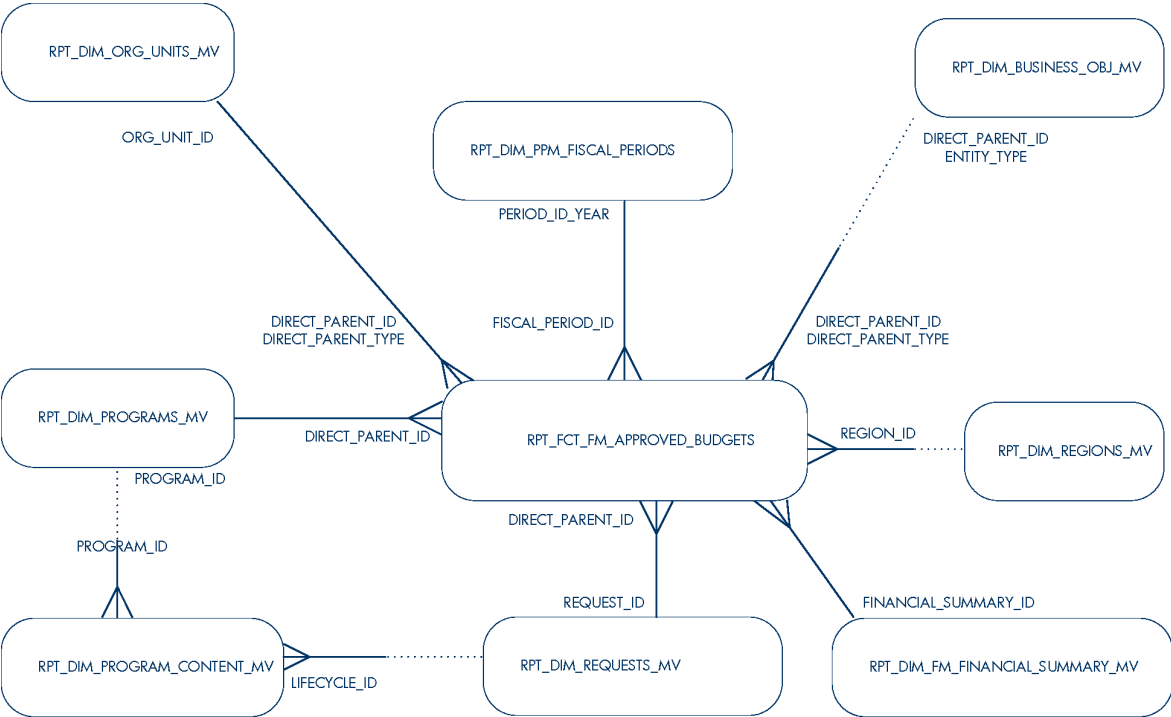 RPT_DIM_ORG_UNITS_MV
RPT_DIM_BUSINESS_OBJ_MV
ORG_UNIT_ID
RPT_DIM_PPM_FISCAL_PERIODS
DIRECT_PARENT_ID
ENTITY_TYPE
PERIOD_ID_YEAR
DIRECT_PARENT_ID
DIRECT_PARENT_TYPE
FISCAL_PERIOD_ID
DIRECT_PARENT_ID
DIRECT_PARENT_TYPE
RPT_DIM_PROGRAMS_MV
DIRECT_PARENT_ID
RPT_FCT_FM_APPROVED_BUDGETS
REGION_ID
RPT_DIM_REGIONS_MV
PROGRAM_ID
DIRECT_PARENT_ID
PROGRAM_ID
REQUEST_ID
FINANCIAL_SUMMARY_ID
RPT_DIM_PROGRAM_CONTENT_MV
LIFECYCLE_ID
RPT_DIM_REQUESTS_MV
RPT_DIM_FM_FINANCIAL_SUMMARY_MV